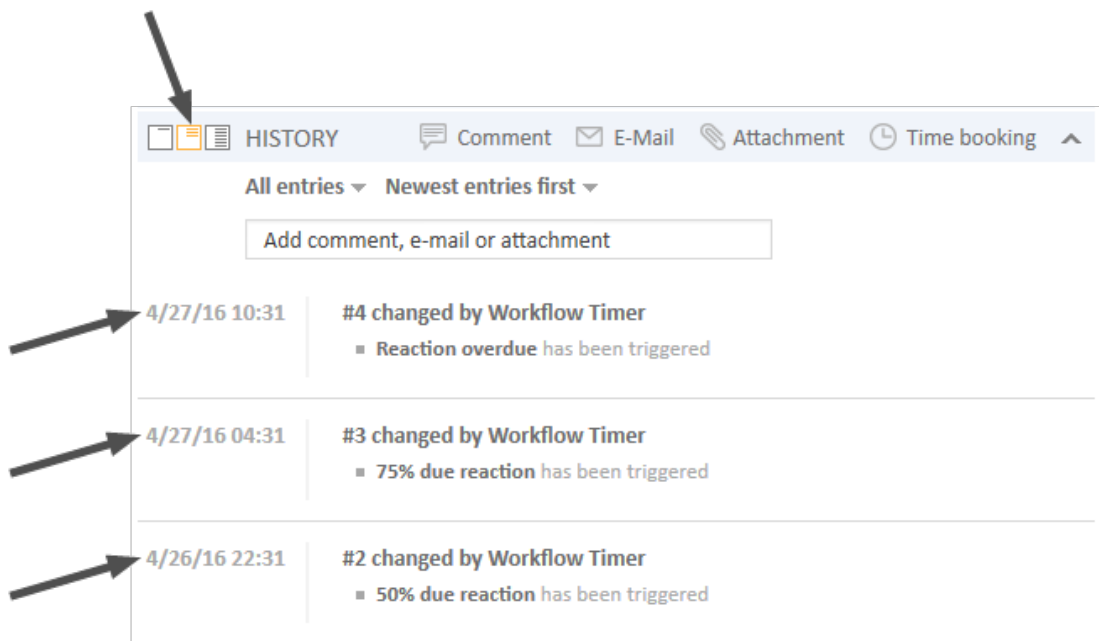 HISTORY Comment E-Mail Attachment Time booking
All entries Newest entries first
Add comment, e-mail or attachment
4/27/16 10:31 #4 changed by Workflow Timer
Reaction overdue has been triggered
4/27/16 04:31 #3 changed by Workflow Timer
75% due reaction has been triggered
4/26/16 22:31 #2 changed by Workflow Timer
50% due reaction has been triggered